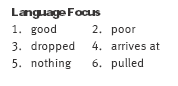 Language Focus
1. good 2. poor
3. dropped 4. arrives at
5. nothing 6. pulled